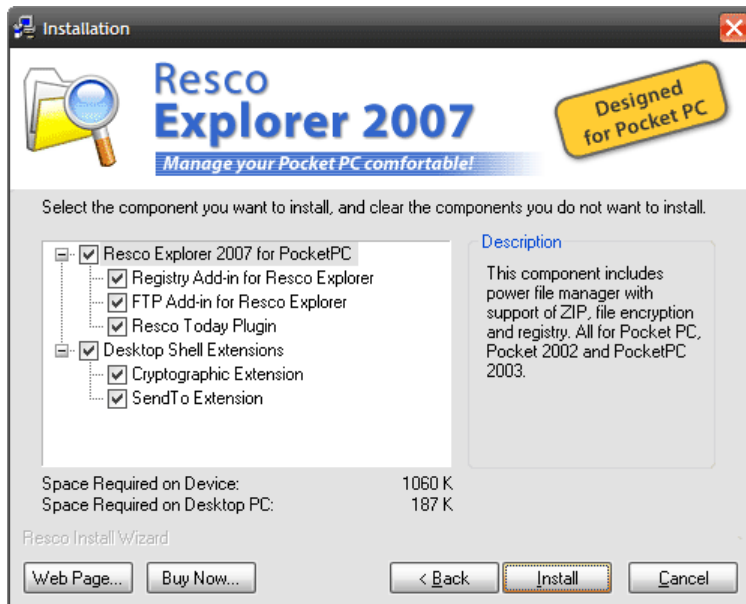 Installation
Resco
Explorer 2007
Manage your Pocket PC comfortable!
Designed
for Pocket PC
Select the component you want to install, and clear the components you do not want to install.
Resco Explorer 2007 for PocketPC
Registry Add-in for Resco Explorer
FTP Add-in for Resco Explorer
Resco Today Plugin
Desktop Shell Extensions
Cryptographic Extension
SendTo Extension
Description
This component includes
power file manager with
support of ZIP, file encryption
and registry. All for Pocket PC,
Pocket 2002 and PocketPC
2003.
Space Required on Device: 1060 K
Space Required on Desktop PC: 187 K
Resco Install Wizard
Web Page... Buy Now... < Back Install Cancel